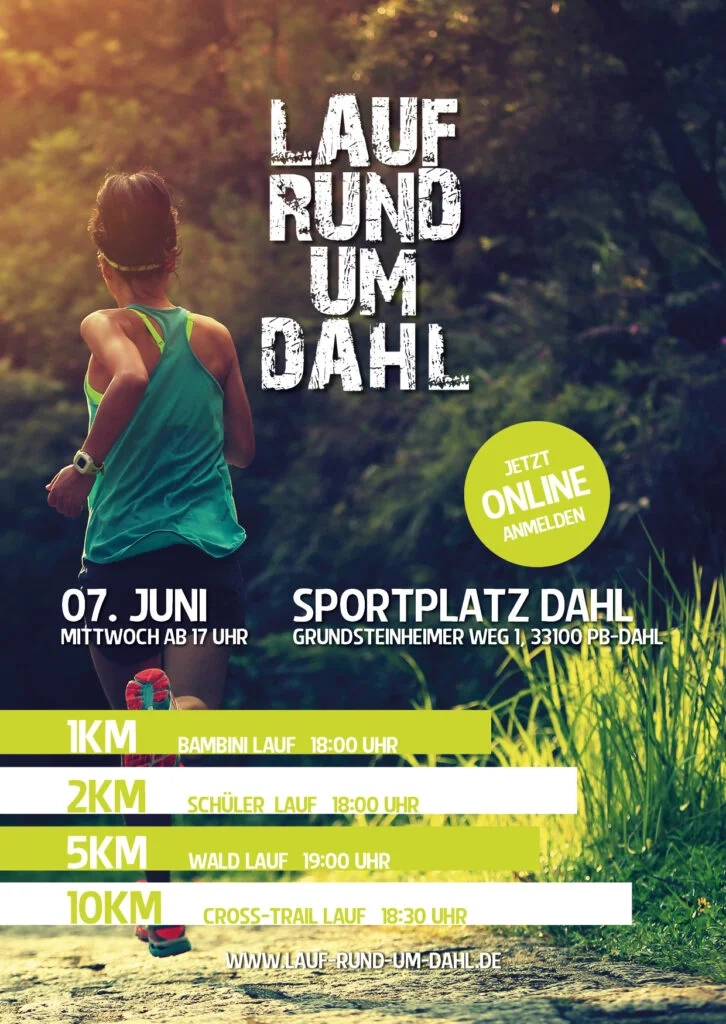 LAUF
RUND
UM
DAHL
JETZT
ONLINE
ANMELDEN
07. JUNI
MITTWOCH AB 17 UHR
SPORTPLATZ DAHL
GRUNDSTEINHEIMER WEG 1, 33100 PB-DAHL
1KM BAMBINI LAUF 18:00 UHR
2KM SCHÜLER LAUF 18:00 UHR
5KM WALD LAUF 19:00 UHR
10KM CROSS-TRAIL LAUF 18:30 UHR
WWW.LAUF-RUND-UM-DAHL.DE